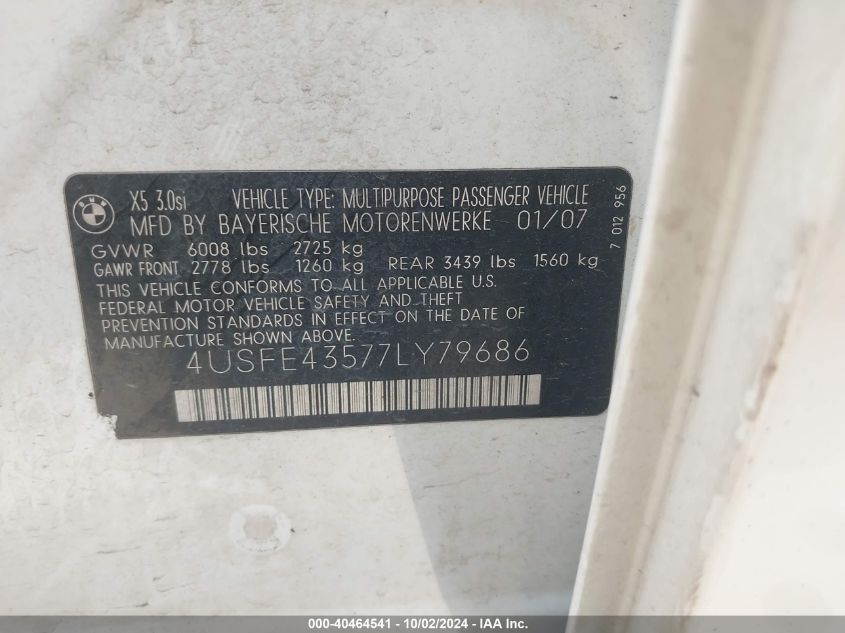 BMW
X5 3.0si VEHICLE TYPE: MULTIPURPOSE PASSENGER VEHICLE
MFD BY BAYERISCHE MOTORENWERKE 01/07
GVWR 6008 lbs 2725 kg
GAWR FRONT 2778 lbs 1260 kg REAR 3439 lbs 1560 kg
THIS VEHICLE CONFORMS TO ALL APPLICABLE U.S.
FEDERAL MOTOR VEHICLE SAFETY AND THEFT
PREVENTION STANDARDS IN EFFECT ON THE DATE OF
MANUFACTURE SHOWN ABOVE.
4USFE43577LY79686
7 012 956
000-40464541 - 10/02/2024 - IAA Inc.